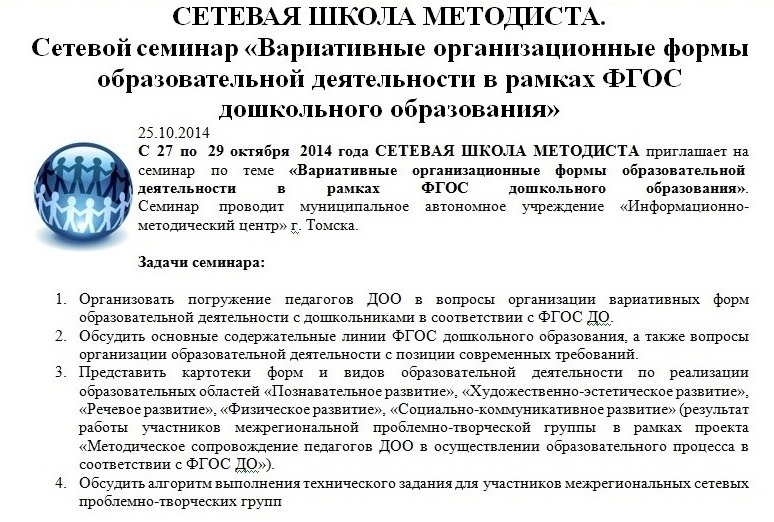 СЕТЕВАЯ ШКОЛА МЕТОДИСТА.
Сетевой семинар «Вариативные организационные формы
образовательной деятельности в рамках ФГОС
дошкольного образования»
25.10.2014
С 27 по 29 октября 2014 года СЕТЕВАЯ ШКОЛА МЕТОДИСТА приглашает на
семинар по теме «Вариативные организационные формы образовательной
деятельности в рамках ФГОС дошкольного образования».
Семинар проводит муниципальное автономное учреждение «Информационно-
методический центр» г. Томска.
Задачи семинара:
1. Организовать погружение педагогов ДОО в вопросы организации вариативных форм
образовательной деятельности с дошкольниками в соответствии с ФГОС ДО.
2. Обсудить основные содержательные линии ФГОС дошкольного образования, а также вопросы
организации образовательной деятельности с позиции современных требований.
3. Представить картотеки форм и видов образовательной деятельности по реализации
образовательных областей «Познавательное развитие», «Художественно-эстетическое развитие»,
«Речевое развитие», «Физическое развитие», «Социально-коммуникативное развитие» (результат
работы участников межрегиональной проблемно-творческой группы в рамках проекта
«Методическое сопровождение педагогов ДОО в осуществлении образовательного процесса в
соответствии с ФГОС ДО»).
4. Обсудить алгоритм выполнения технического задания для участников межрегиональных сетевых
проблемно-творческих групп